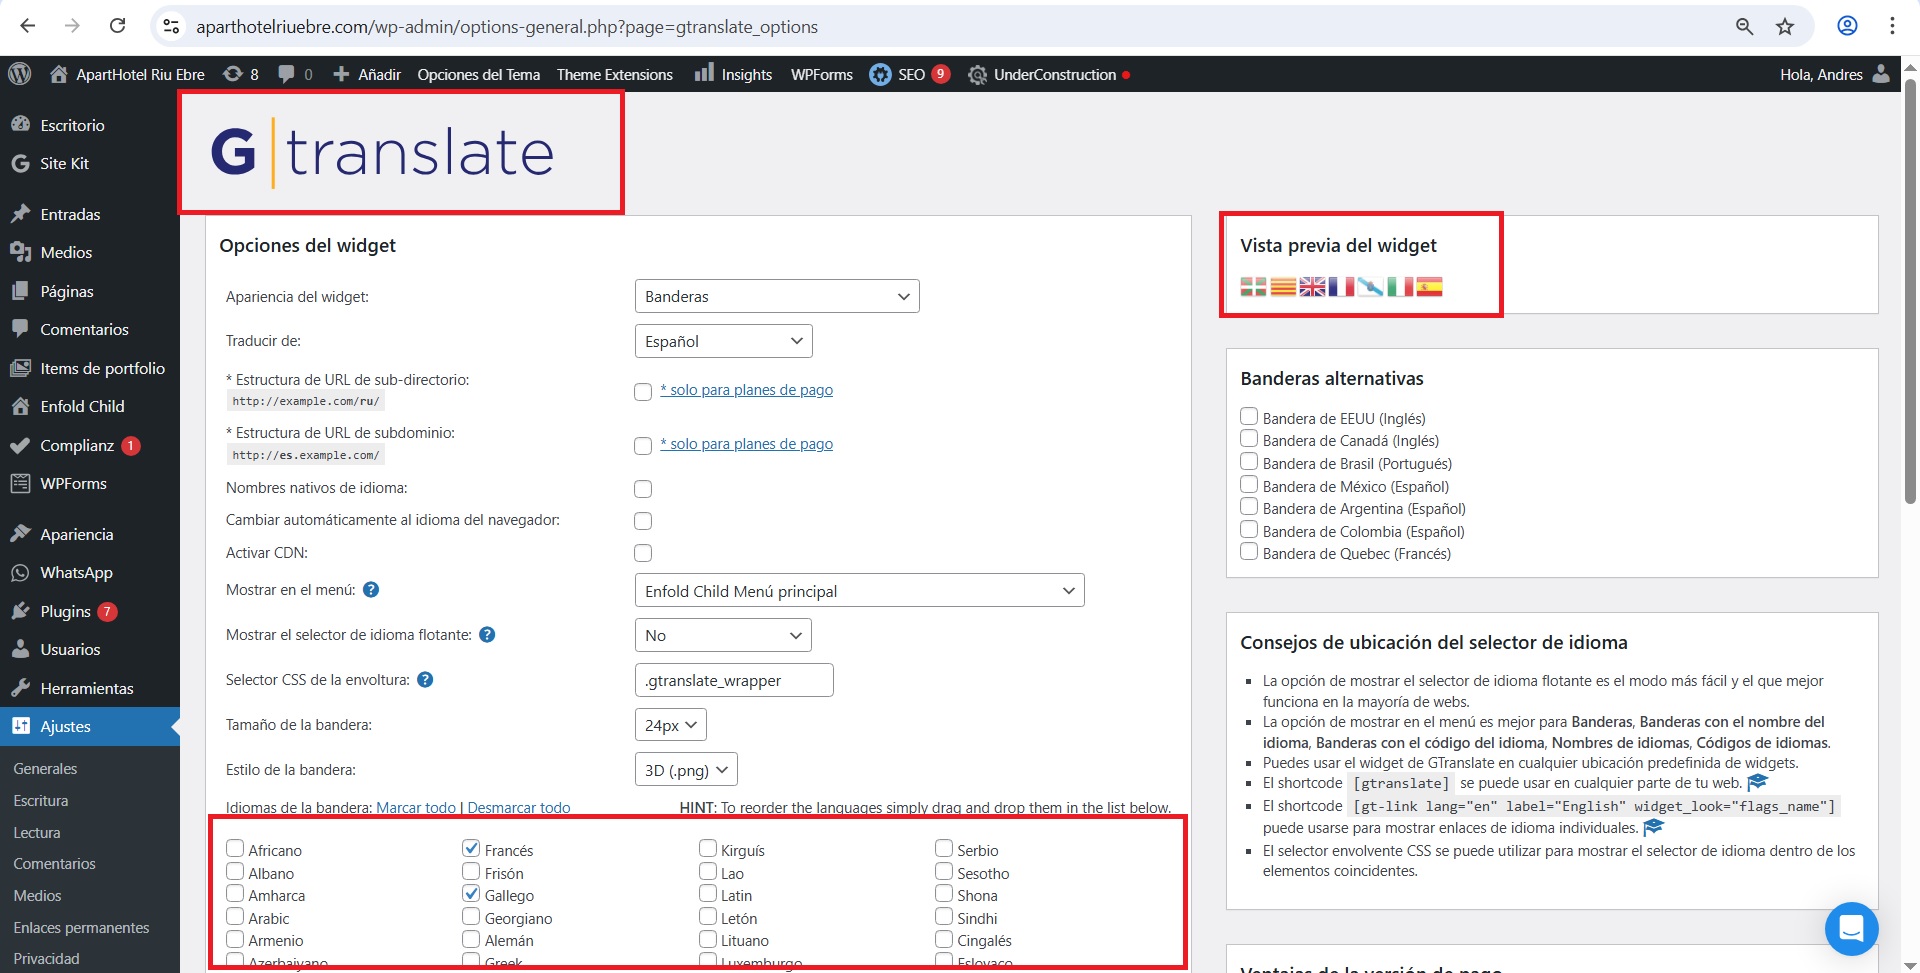 aparthotelriuebre.com/wp-admin/options-general.php?page=gtranslate_options
ApartHotel Riu Ebre
8
0
Añadir
Opciones del Tema
Theme Extensions
Insights
WPForms
SEO
9
UnderConstruction
Hola, Andres
Escritorio
Site Kit
Entradas
Medios
Páginas
Comentarios
Items de portfolio
Enfold Child
Complianz 1
WPForms
Apariencia
WhatsApp
Plugins 7
Usuarios
Herramientas
Ajustes
Generales
Escritura
Lectura
Comentarios
Medios
Enlaces permanentes
Privacidad
G translate
Opciones del widget
Apariencia del widget:
Banderas
Traducir de:
Español
* Estructura de URL de sub-directorio:
http://example.com/ru/
* solo para planes de pago
* Estructura de URL de subdominio:
http://es.example.com/
* solo para planes de pago
Nombres nativos de idioma:
Cambiar automáticamente al idioma del navegador:
Activar CDN:
Mostrar en el menú:
Enfold Child Menú principal
Mostrar el selector de idioma flotante:
No
Selector CSS de la envoltura:
.gtranslate_wrapper
Tamaño de la bandera:
24px
Estilo de la bandera:
3D (.png)
Idiomas de la bandera: Marcar todo | Desmarcar todo
HINT: To reorder the languages simply drag and drop them in the list below.
Africano
Albano
Amharca
Arabic
Armenio
Azerbaiyano
Francés
Frisón
Gallego
Georgiano
Alemán
Greek
Kirguís
Lao
Latin
Letón
Lituano
Luxemburgo
Serbio
Sesotho
Shona
Sindhi
Cingalés
Eslovaco
Vista previa del widget
Banderas alternativas
Bandera de EEUU (Inglés)
Bandera de Canadá (Inglés)
Bandera de Brasil (Portugués)
Bandera de México (Español)
Bandera de Argentina (Español)
Bandera de Colombia (Español)
Bandera de Quebec (Francés)
Consejos de ubicación del selector de idioma
La opción de mostrar el selector de idioma flotante es el modo más fácil y el que mejor
funciona en la mayoría de webs.
La opción de mostrar en el menú es mejor para Banderas, Banderas con el nombre del
idioma, Banderas con el código del idioma, Nombres de idiomas, Códigos de idiomas.
Puedes usar el widget de GTranslate en cualquier ubicación predefinida de widgets.
El shortcode [gtranslate] se puede usar en cualquier parte de tu web.
El shortcode [gt-link lang="en" label="English" widget_look="flags_name"]
puede usarse para mostrar enlaces de idioma individuales.
El selector envolvente CSS se puede utilizar para mostrar el selector de idioma dentro de los
elementos coincidentes.
Ventajas de la versión de pago